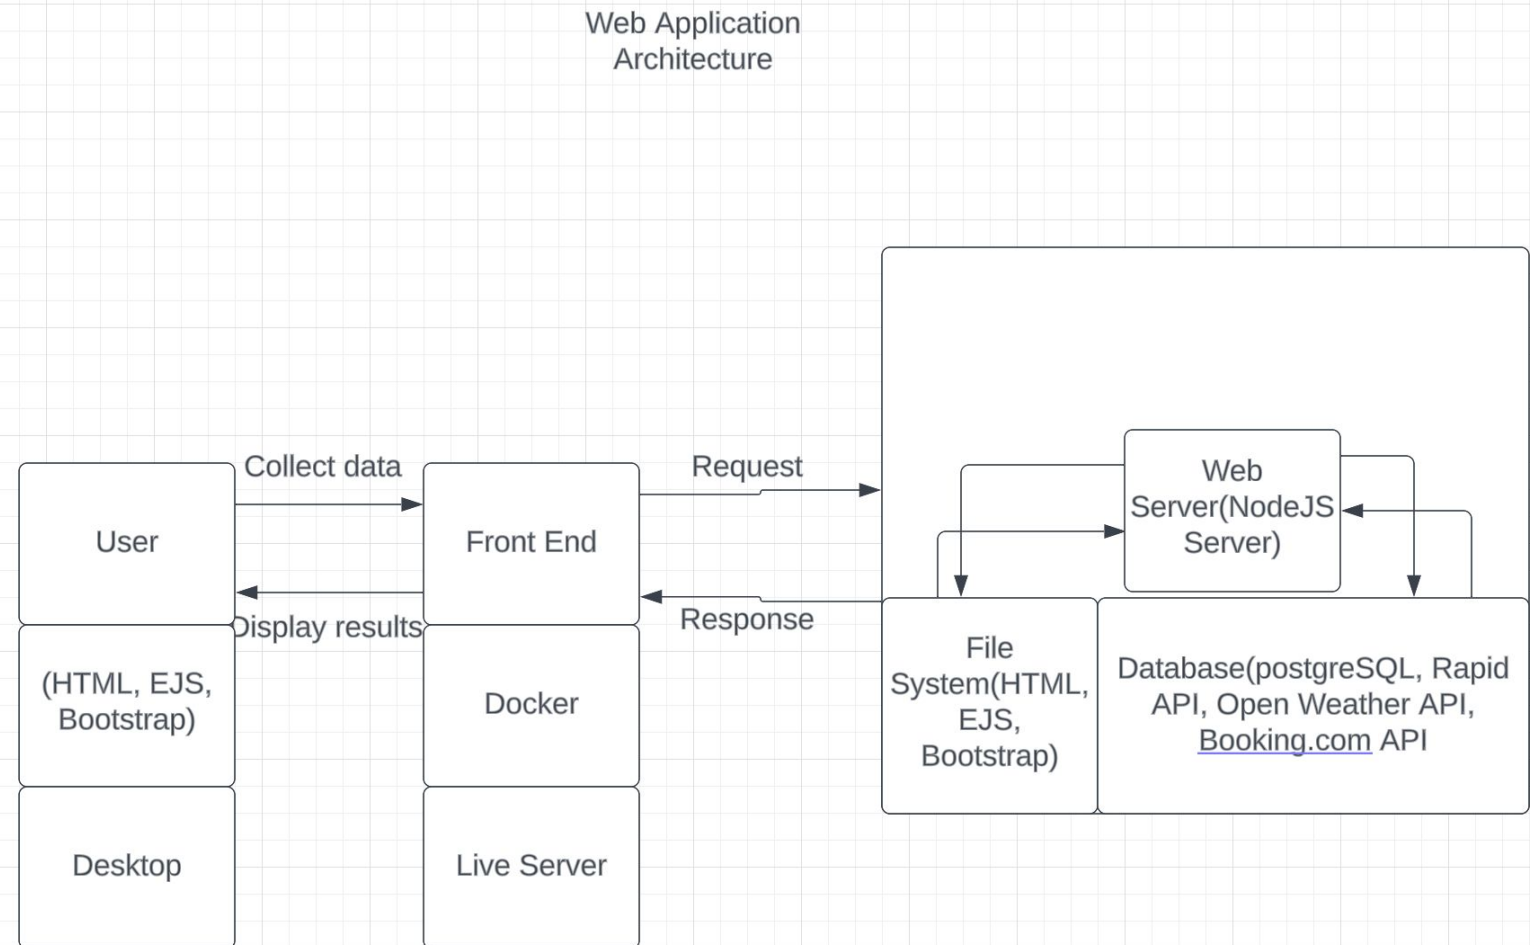 Web Application
Architecture
Collect data
Request
User
Front End
Web
Server(NodeJS
Server)
Display results
Response
(HTML, EJS,
Bootstrap)
Docker
File
System(HTML,
EJS,
Bootstrap)
Database(postgreSQL, Rapid
API, Open Weather API,
Booking.com API
Desktop
Live Server